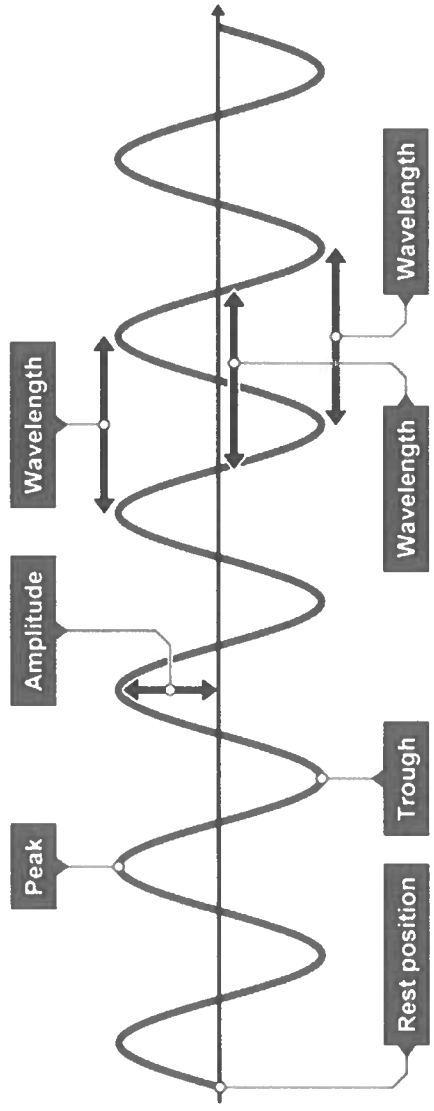 Peak
Amplitude
Wavelength
Rest position
Trough
Wavelength
Wavelength